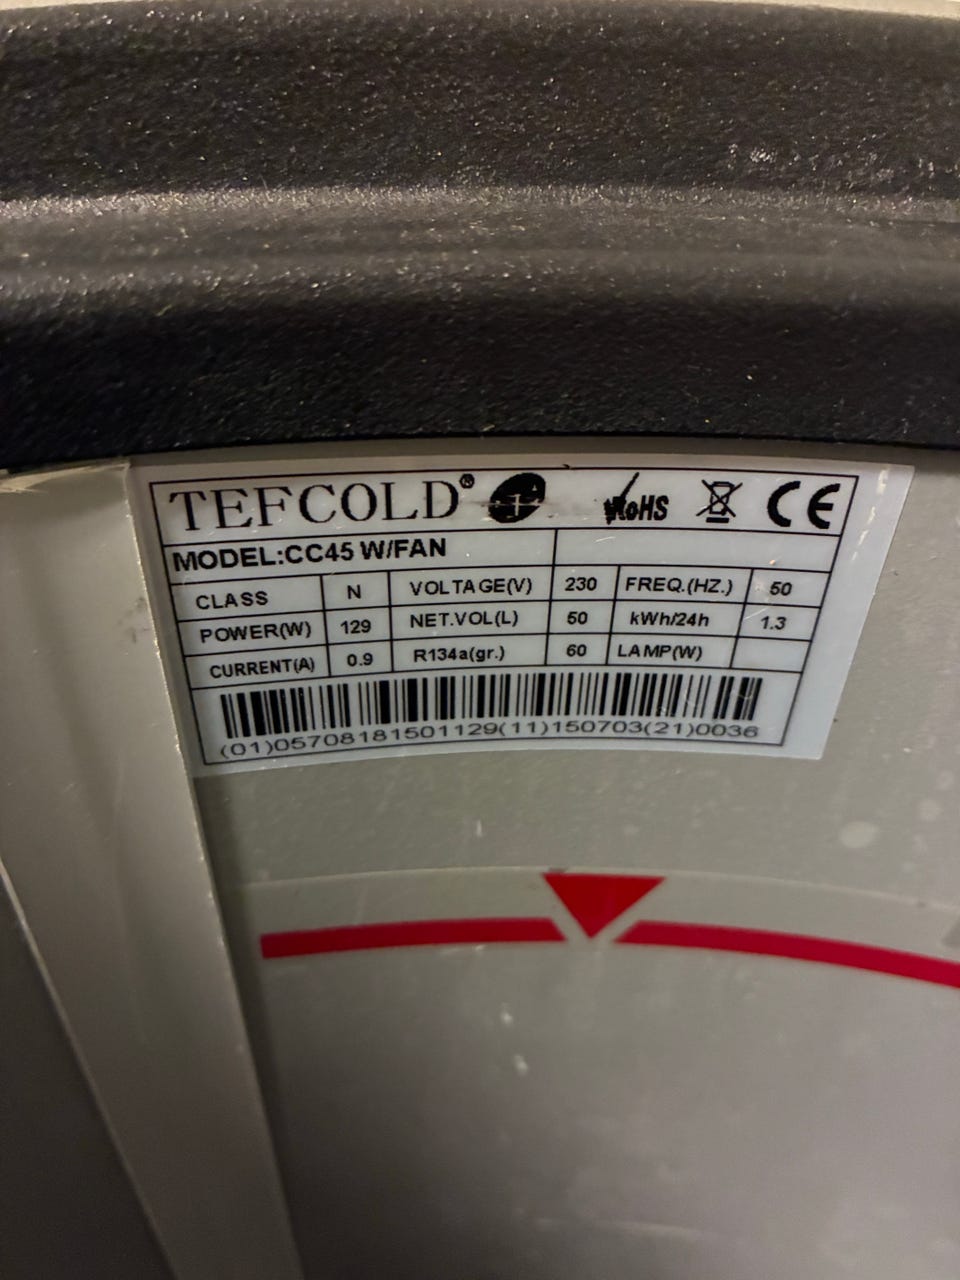 TEFCOLD® RoHS CE
MODEL:CC45 W/FAN
CLASS N VOLTAGE(V) 230 FREQ.(HZ.) 50
POWER(W) 129 NET.VOL(L) 50 kWh/24h 1.3
CURRENT(A) 0.9 R134a(gr.) 60 LAMP(W)
(01)05708181501129(11)150703(21)0036